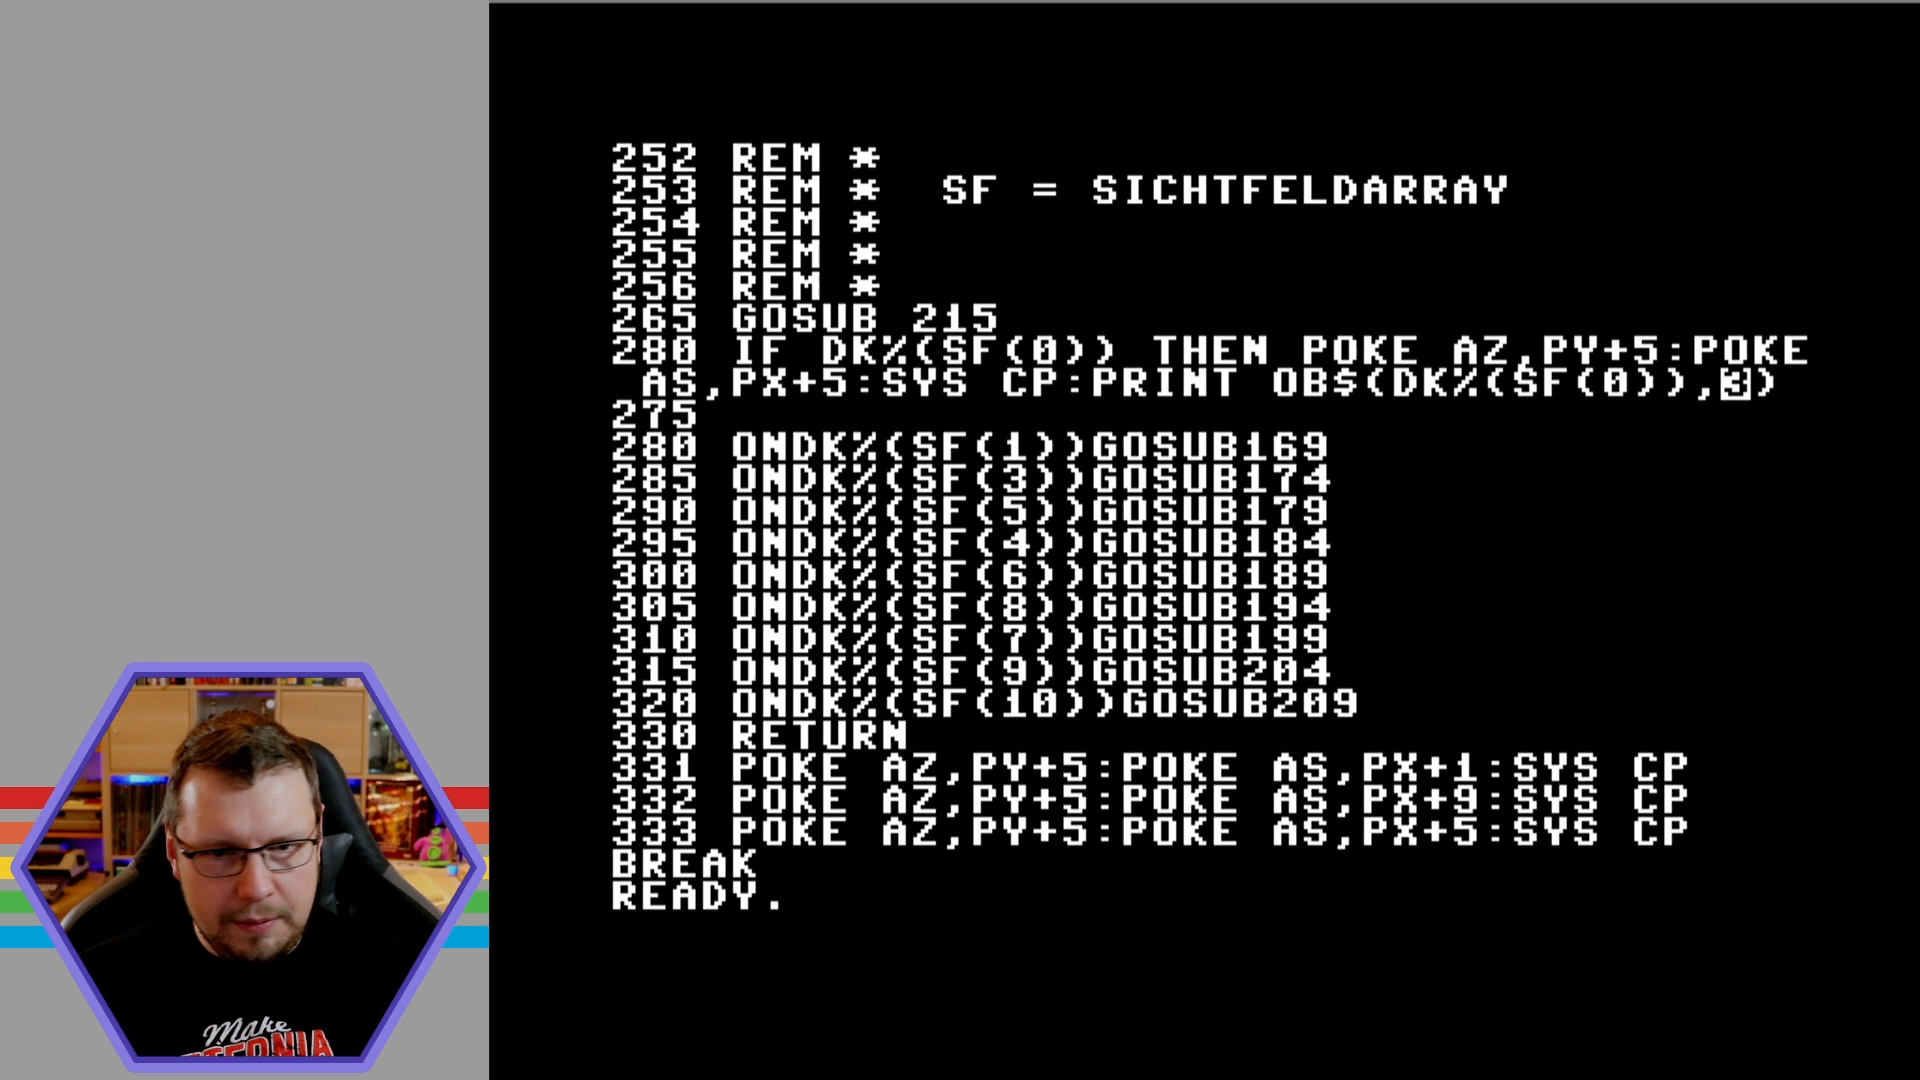 252 REM *
253 REM *  SF = SICHTFELDARRAY
254 REM *
255 REM *
256 REM *
265 GOSUB 215
280 IF DK%(SF(0)) THEN POKE AZ,PY+5:POKE
 AS,PX+5:SYS CP:PRINT OB$(DK%(SF(0)),3)
275
280 ONDK%(SF(1))GOSUB169
285 ONDK%(SF(3))GOSUB174
290 ONDK%(SF(5))GOSUB179
295 ONDK%(SF(4))GOSUB184
300 ONDK%(SF(6))GOSUB189
305 ONDK%(SF(8))GOSUB194
310 ONDK%(SF(7))GOSUB199
315 ONDK%(SF(9))GOSUB204
320 ONDK%(SF(10))GOSUB209
330 RETURN
331 POKE AZ,PY+5:POKE AS,PX+1:SYS CP
332 POKE AZ,PY+5:POKE AS,PX+9:SYS CP
333 POKE AZ,PY+5:POKE AS,PX+5:SYS CP
BREAK
READY.
Make